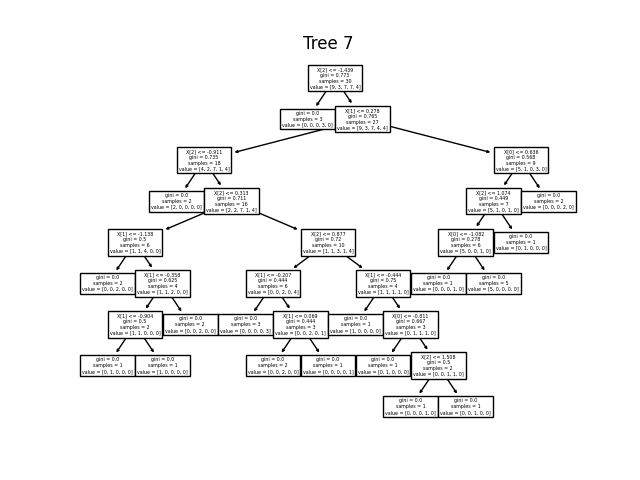 Tree 7
X[2] <= -1.439
gini = 0.773
samples = 30
value = [9, 3, 7, 7, 4]
gini = 0.0
samples = 3
value = [0, 0, 0, 3, 0]
X[1] <= 0.278
gini = 0.765
samples = 27
value = [9, 3, 7, 4, 4]
X[2] <= -0.911
gini = 0.735
samples = 18
value = [4, 2, 7, 1, 4]
X[0] <= 0.636
gini = 0.568
samples = 9
value = [5, 1, 0, 3, 0]
gini = 0.0
samples = 2
value = [2, 0, 0, 0, 0]
X[2] <= 0.313
gini = 0.711
samples = 16
value = [2, 2, 7, 1, 4]
X[2] <= 1.074
gini = 0.449
samples = 7
value = [5, 1, 0, 1, 0]
gini = 0.0
samples = 2
value = [0, 0, 0, 2, 0]
X[1] <= -1.138
gini = 0.5
samples = 6
value = [1, 1, 4, 0, 0]
X[2] <= 0.877
gini = 0.72
samples = 10
value = [1, 1, 3, 1, 4]
X[0] <= -1.082
gini = 0.278
samples = 6
value = [5, 0, 0, 1, 0]
gini = 0.0
samples = 1
value = [0, 1, 0, 0, 0]
gini = 0.0
samples = 2
value = [0, 0, 2, 0, 0]
X[1] <= -0.358
gini = 0.625
samples = 4
value = [1, 1, 2, 0, 0]
X[1] <= -0.207
gini = 0.444
samples = 6
value = [0, 0, 2, 0, 4]
X[1] <= -0.444
gini = 0.75
samples = 4
value = [1, 1, 1, 1, 0]
gini = 0.0
samples = 1
value = [0, 0, 0, 1, 0]
gini = 0.0
samples = 5
value = [5, 0, 0, 0, 0]
X[1] <= -0.904
gini = 0.5
samples = 2
value = [1, 1, 0, 0, 0]
gini = 0.0
samples = 2
value = [0, 0, 2, 0, 0]
gini = 0.0
samples = 3
value = [0, 0, 0, 0, 3]
X[1] <= 0.069
gini = 0.444
samples = 3
value = [0, 0, 2, 0, 1]
gini = 0.0
samples = 1
value = [1, 0, 0, 0, 0]
X[0] <= -0.811
gini = 0.667
samples = 3
value = [0, 1, 1, 1, 0]
gini = 0.0
samples = 1
value = [0, 1, 0, 0, 0]
gini = 0.0
samples = 1
value = [1, 0, 0, 0, 0]
gini = 0.0
samples = 2
value = [0, 0, 2, 0, 0]
gini = 0.0
samples = 1
value = [0, 0, 0, 0, 1]
gini = 0.0
samples = 1
value = [0, 1, 0, 0, 0]
X[2] <= 1.508
gini = 0.5
samples = 2
value = [0, 0, 1, 1, 0]
gini = 0.0
samples = 1
value = [0, 0, 0, 1, 0]
gini = 0.0
samples = 1
value = [0, 0, 1, 0, 0]